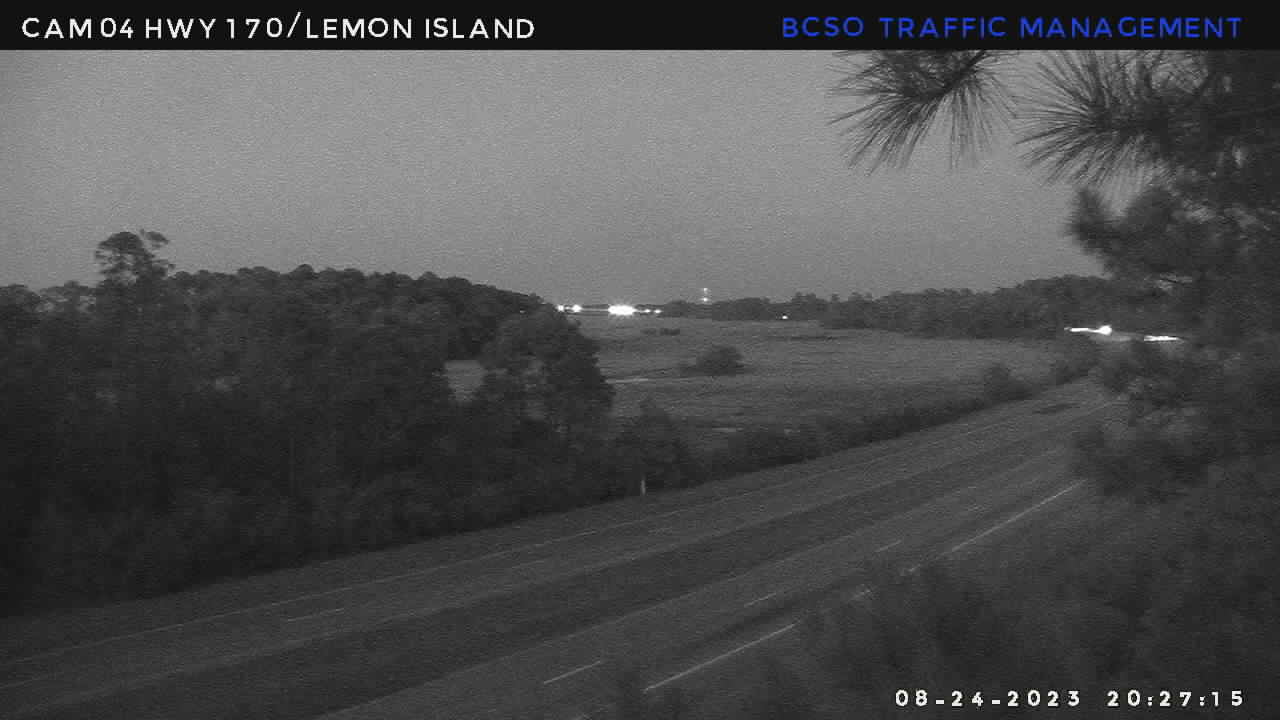 CAM04 HWY 170/LEMON ISLAND
BCSO TRAFFIC MANAGEMENT
08-24-2023 20:27:15